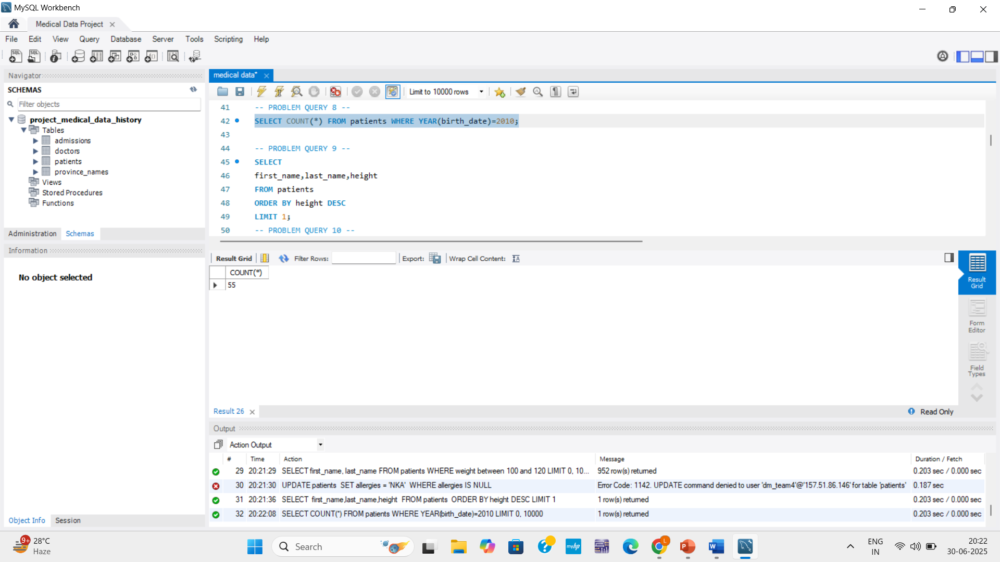 MySQL Workbench
Medical Data Project
File Edit View Query Database Server Tools Scripting Help
Navigator
SCHEMAS
Filter objects
project_medical_data_history
Tables
admissions
doctors
patients
province_names
Views
Stored Procedures
Functions
Administration Schemas
Information
No object selected
Object Info Session
medical data*
Limit to 10000 rows
41 -- PROBLEM QUERY 8 --
42 SELECT COUNT(*) FROM patients WHERE YEAR(birth_date)=2010;
43
44 -- PROBLEM QUERY 9 --
45 SELECT
46 first_name,last_name,height
47 FROM patients
48 ORDER BY height DESC
49 LIMIT 1;
50 -- PROBLEM QUERY 10 --
Result Grid Filter Rows: Export: Wrap Cell Content:
COUNT(*)
55
Result Grid
Form Editor
Field Types
Result 26 Read Only
Output
Action Output
# Time Action Message Duration / Fetch
29 20:21:29 SELECT first_name, last_name FROM patients WHERE weight between 100 and 120 LIMIT 0, 10... 952 row(s) returned 0.203 sec / 0.000 sec
30 20:21:30 UPDATE patients SET allergies = 'NKA' WHERE allergies IS NULL Error Code: 1142. UPDATE command denied to user 'dm_team4'@'157.51.86.146' for table 'patients' 0.187 sec
31 20:21:36 SELECT first_name,last_name,height FROM patients ORDER BY height DESC LIMIT 1 1 row(s) returned 0.203 sec / 0.000 sec
32 20:22:08 SELECT COUNT(*) FROM patients WHERE YEAR(birth_date)=2010 LIMIT 0, 10000 1 row(s) returned 0.203 sec / 0.000 sec
9+ 28°C
Haze
Search
myhp
L
P
W
ENG
IN
20:22
30-06-2025